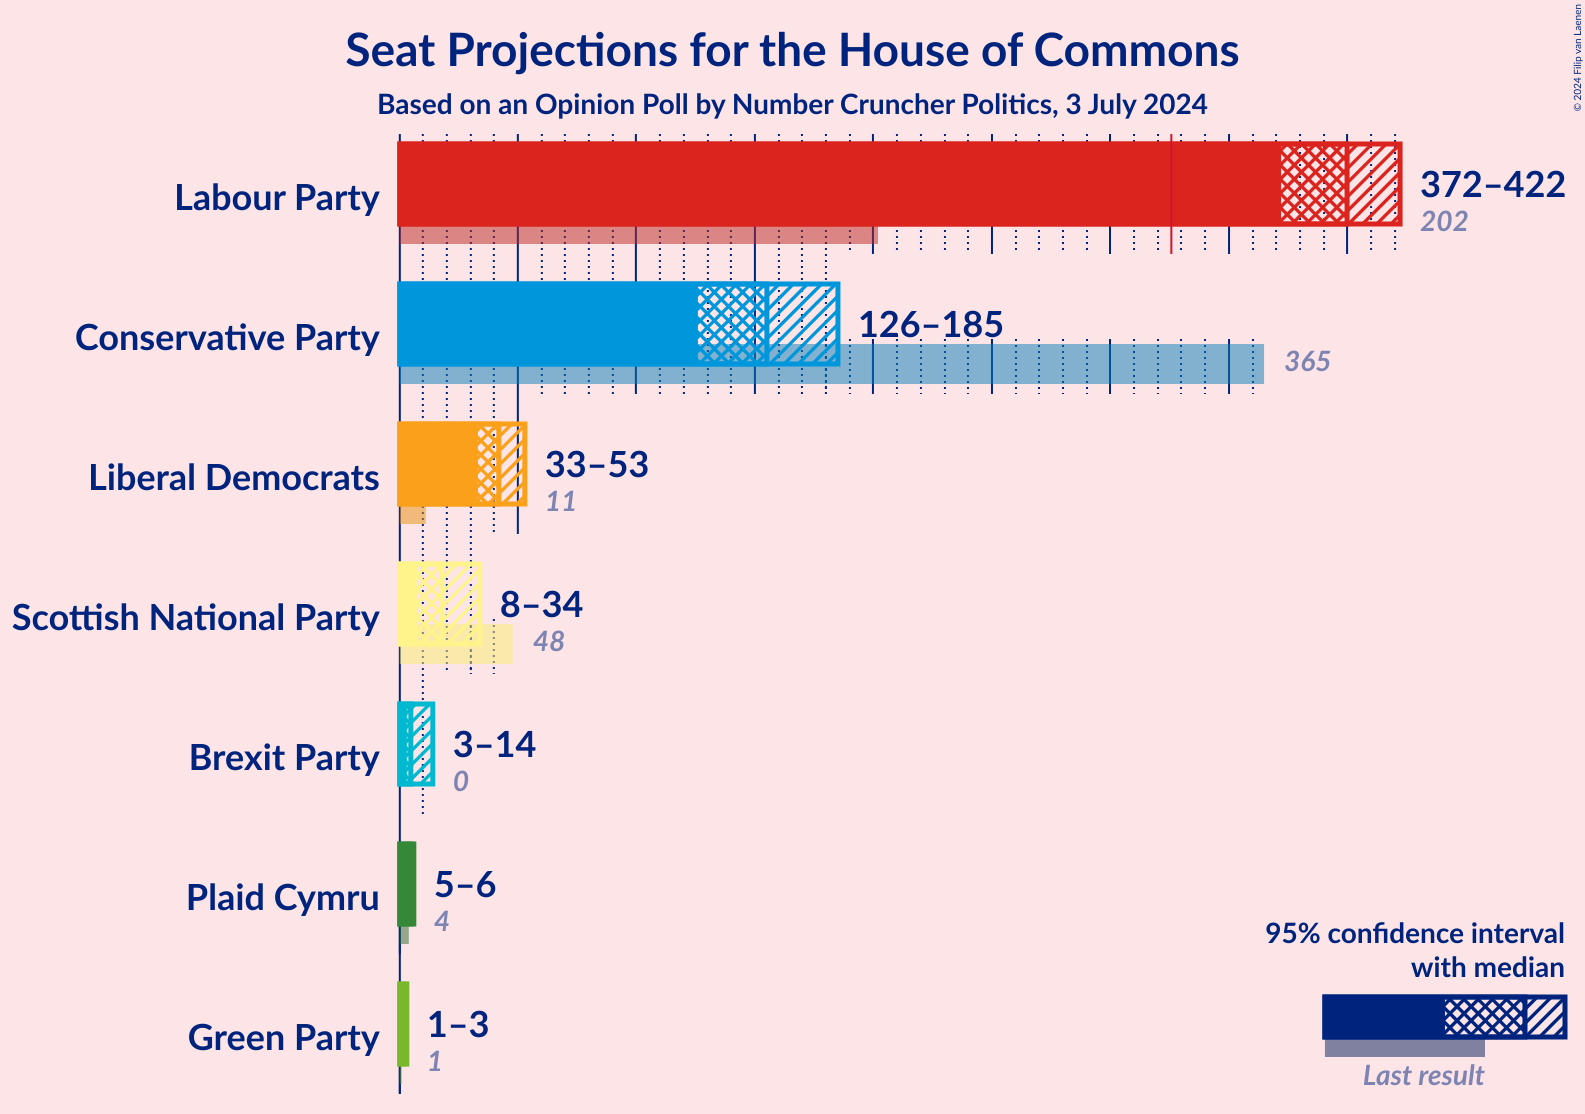 Seat Projections for the House of Commons
Based on an Opinion Poll by Number Cruncher Politics, 3 July 2024
© 2024 Filip van Laenen
Labour Party
372–422
202
Conservative Party
126–185
365
Liberal Democrats
33–53
11
Scottish National Party
8–34
48
Brexit Party
3–14
0
Plaid Cymru
5–6
4
Green Party
1–3
1
95% confidence interval
with median
Last result